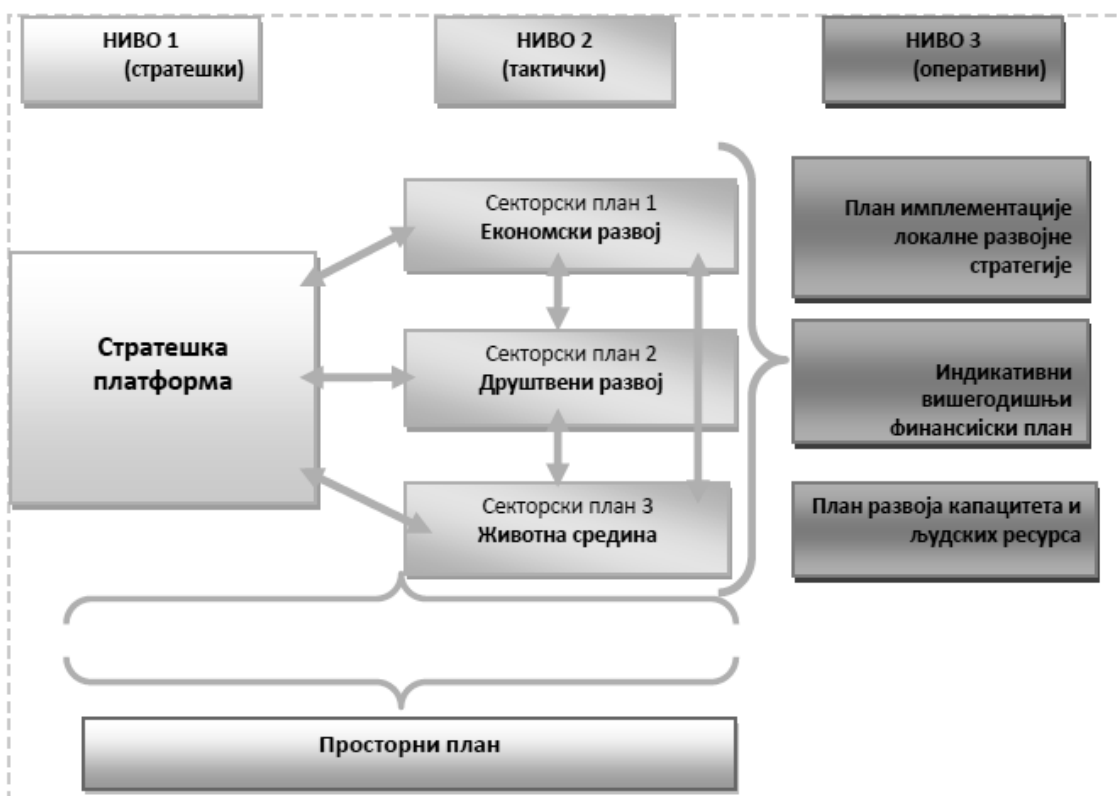 НИВО 1
(стратешки)
НИВО 2
(тактички)
НИВО 3
(оперативни)
Секторски план 1
Економски развој
План имплементације
локалне развојне
стратегије
Стратешка
платформа
Секторски план 2
Друштвени развој
Индикативни
вишегодишњи
финансијски план
Секторски план 3
Животна средина
План развоја капацитета и
људских ресурса
Просторни план